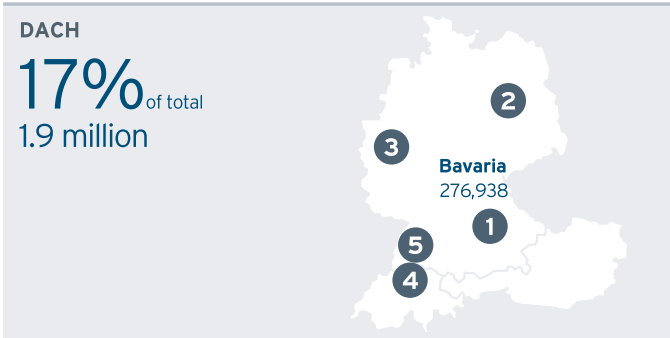 DACH
17% of total
1.9 million
2
3
Bavaria
276,938
1
5
4